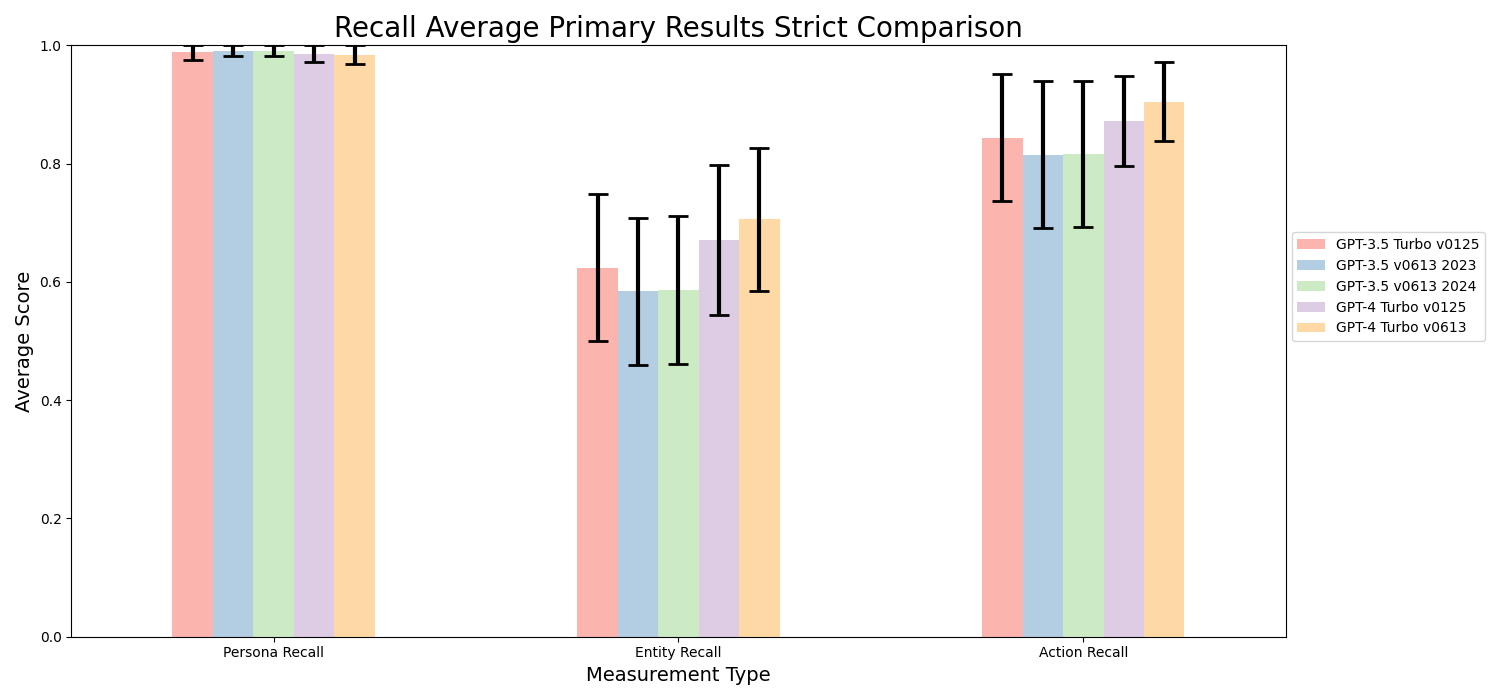 Recall Average Primary Results Strict Comparison
1.0
0.8
0.6
0.4
0.2
0.0
Average Score
Persona Recall
Entity Recall
Action Recall
Measurement Type
GPT-3.5 Turbo v0125
GPT-3.5 v0613 2023
GPT-3.5 v0613 2024
GPT-4 Turbo v0125
GPT-4 Turbo v0613